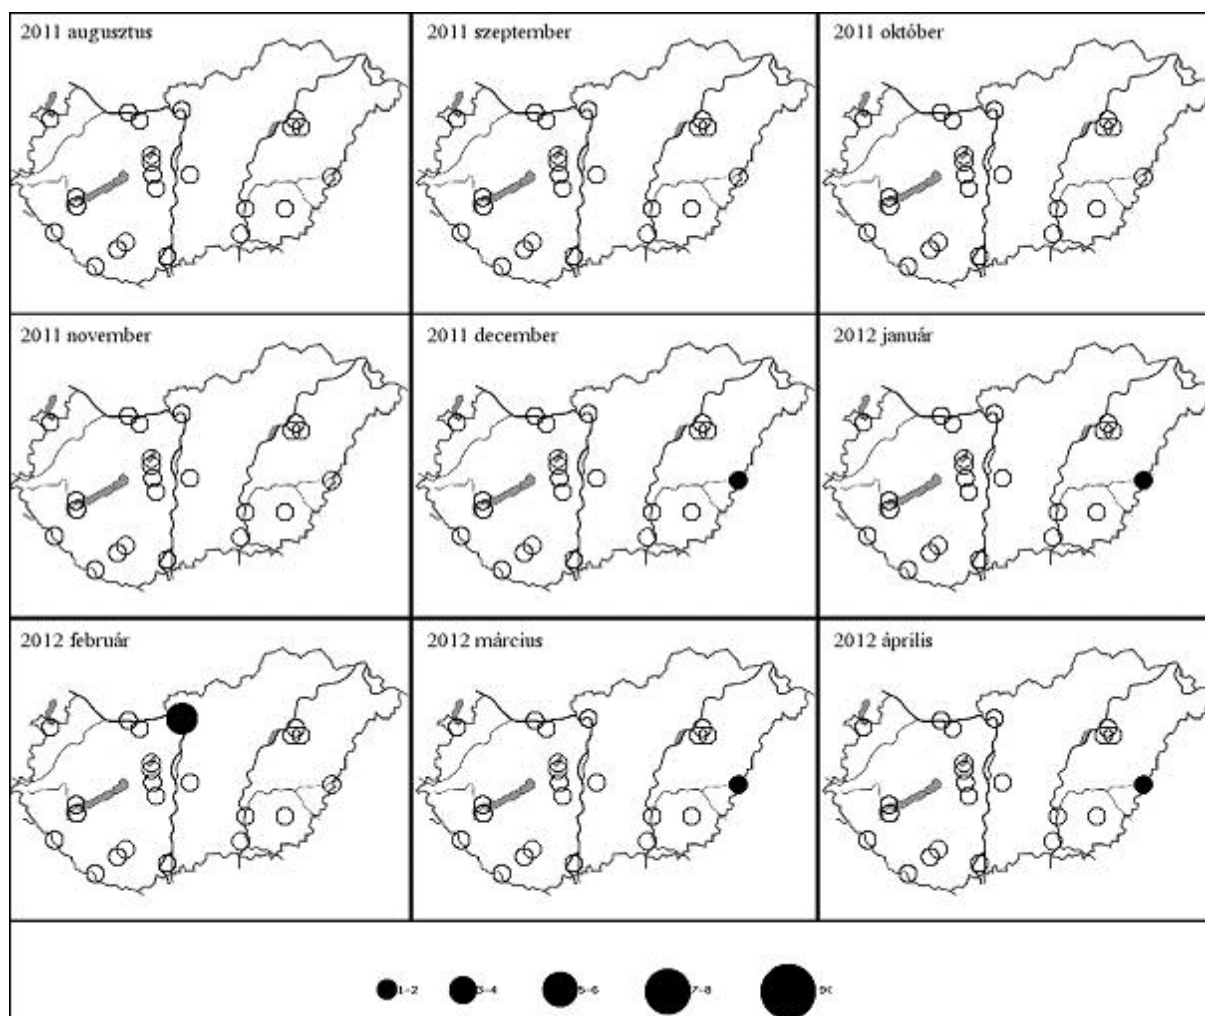 2011 augusztus
2011 szeptember
2011 október
2011 november
2011 december
2012 január
2012 február
2012 március
2012 április
1-2
3-4
5-6
7-8